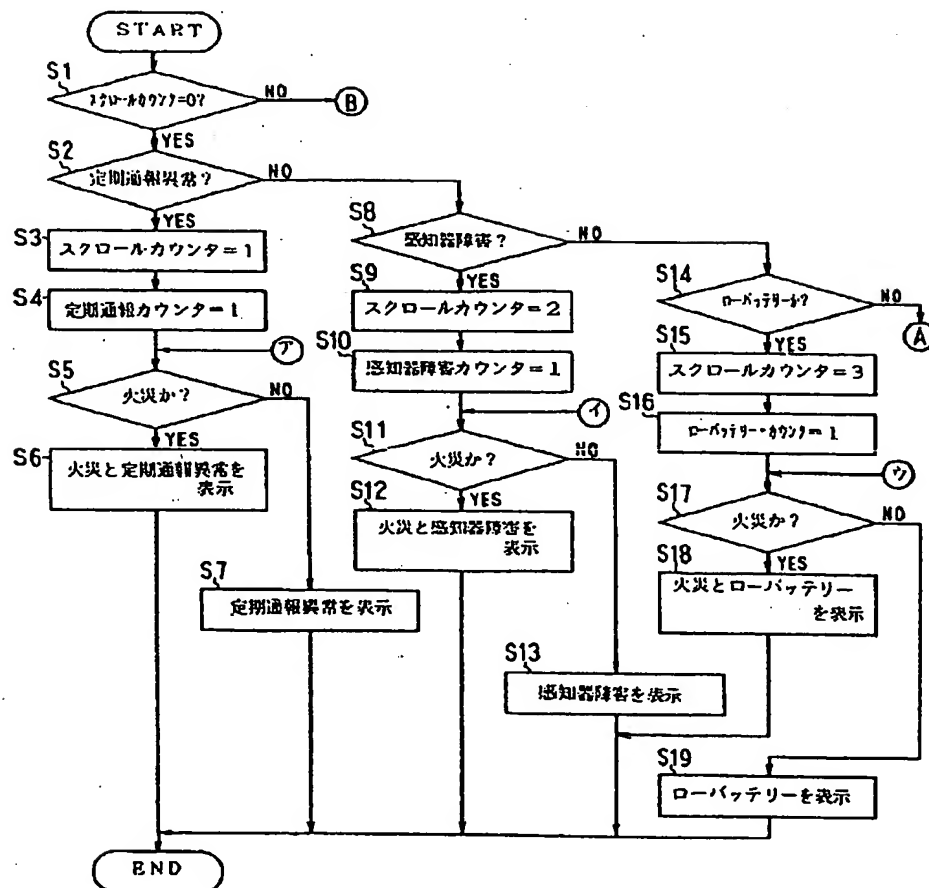 START
S1
スクロールカウンタ=0?
NO
B
YES
S2
定期通報異常?
NO
YES
S3
スクロールカウンタ=1
S4
定期通報カウンタ=1
ア
S5
火災か?
NO
YES
S6
火災と定期通報異常を
表示
S7
定期通報異常を表示
S8
感知器障害?
NO
YES
S9
スクロールカウンタ=2
S10
感知器障害カウンタ=1
イ
S11
火災か?
NO
YES
S12
火災と感知器障害を
表示
S13
感知器障害を表示
S14
ローバッテリーか?
NO
A
YES
S15
スクロールカウンタ=3
S16
ローバッテリー・カウンタ=1
ウ
S17
火災か?
NO
YES
S18
火災とローバッテリー
を表示
S19
ローバッテリーを表示
END